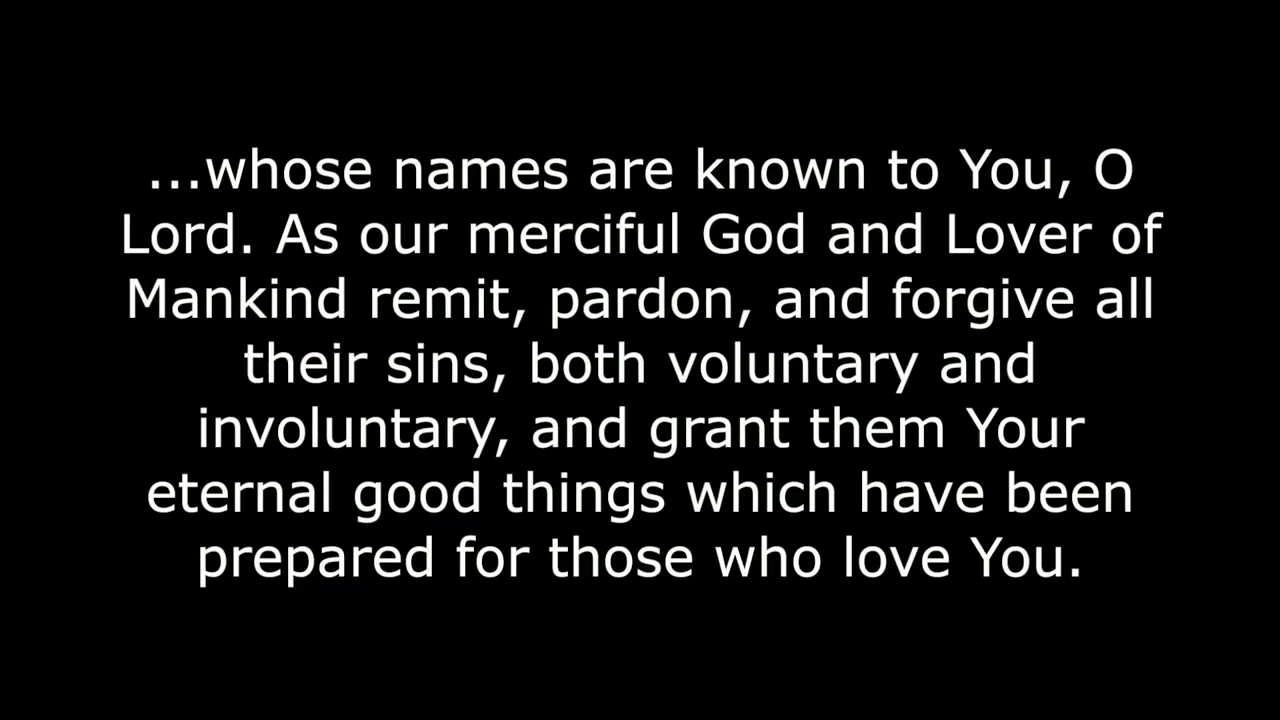 ...whose names are known to You, O
Lord. As our merciful God and Lover of
Mankind remit, pardon, and forgive all
their sins, both voluntary and
involuntary, and grant them Your
eternal good things which have been
prepared for those who love You.